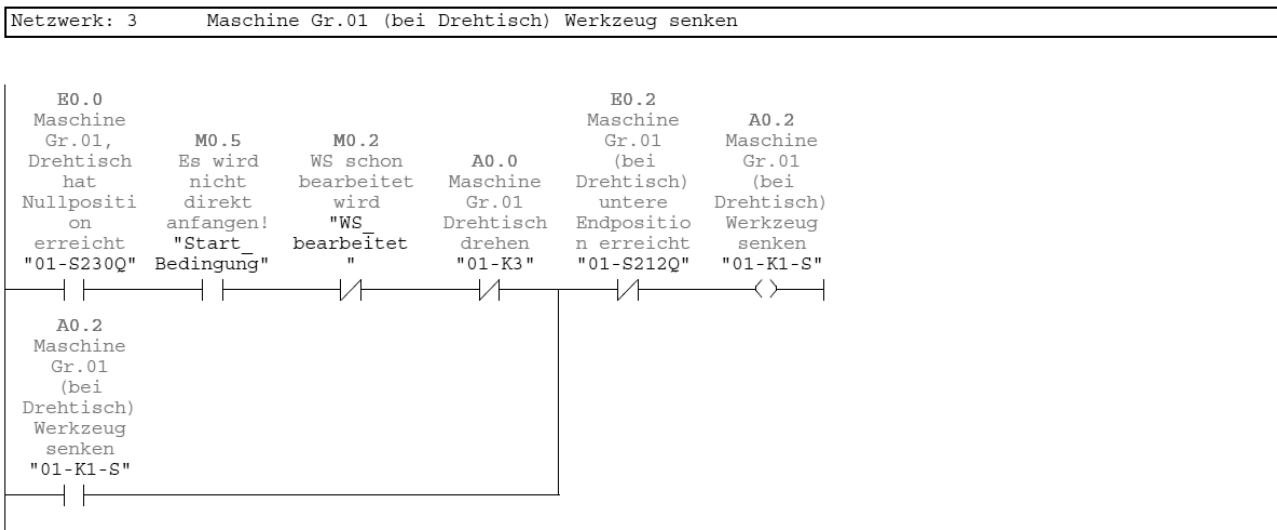 Netzwerk: 3 Maschine Gr.01 (bei Drehtisch) Werkzeug senken
E0.0
Maschine
Gr.01,
Drehtisch
hat
Nullpositi
on
erreicht
"01-S230Q"
M0.5
Es wird
nicht
direkt
anfangen!
"Start_
Bedingung"
M0.2
WS schon
bearbeitet
wird
"WS_
bearbeitet
"
A0.0
Maschine
Gr.01
Drehtisch
drehen
"01-K3"
E0.2
Maschine
Gr.01
(bei
Drehtisch)
untere
Endpositio
n erreicht
"01-S212Q"
A0.2
Maschine
Gr.01
(bei
Drehtisch)
Werkzeug
senken
"01-K1-S"
A0.2
Maschine
Gr.01
(bei
Drehtisch)
Werkzeug
senken
"01-K1-S"